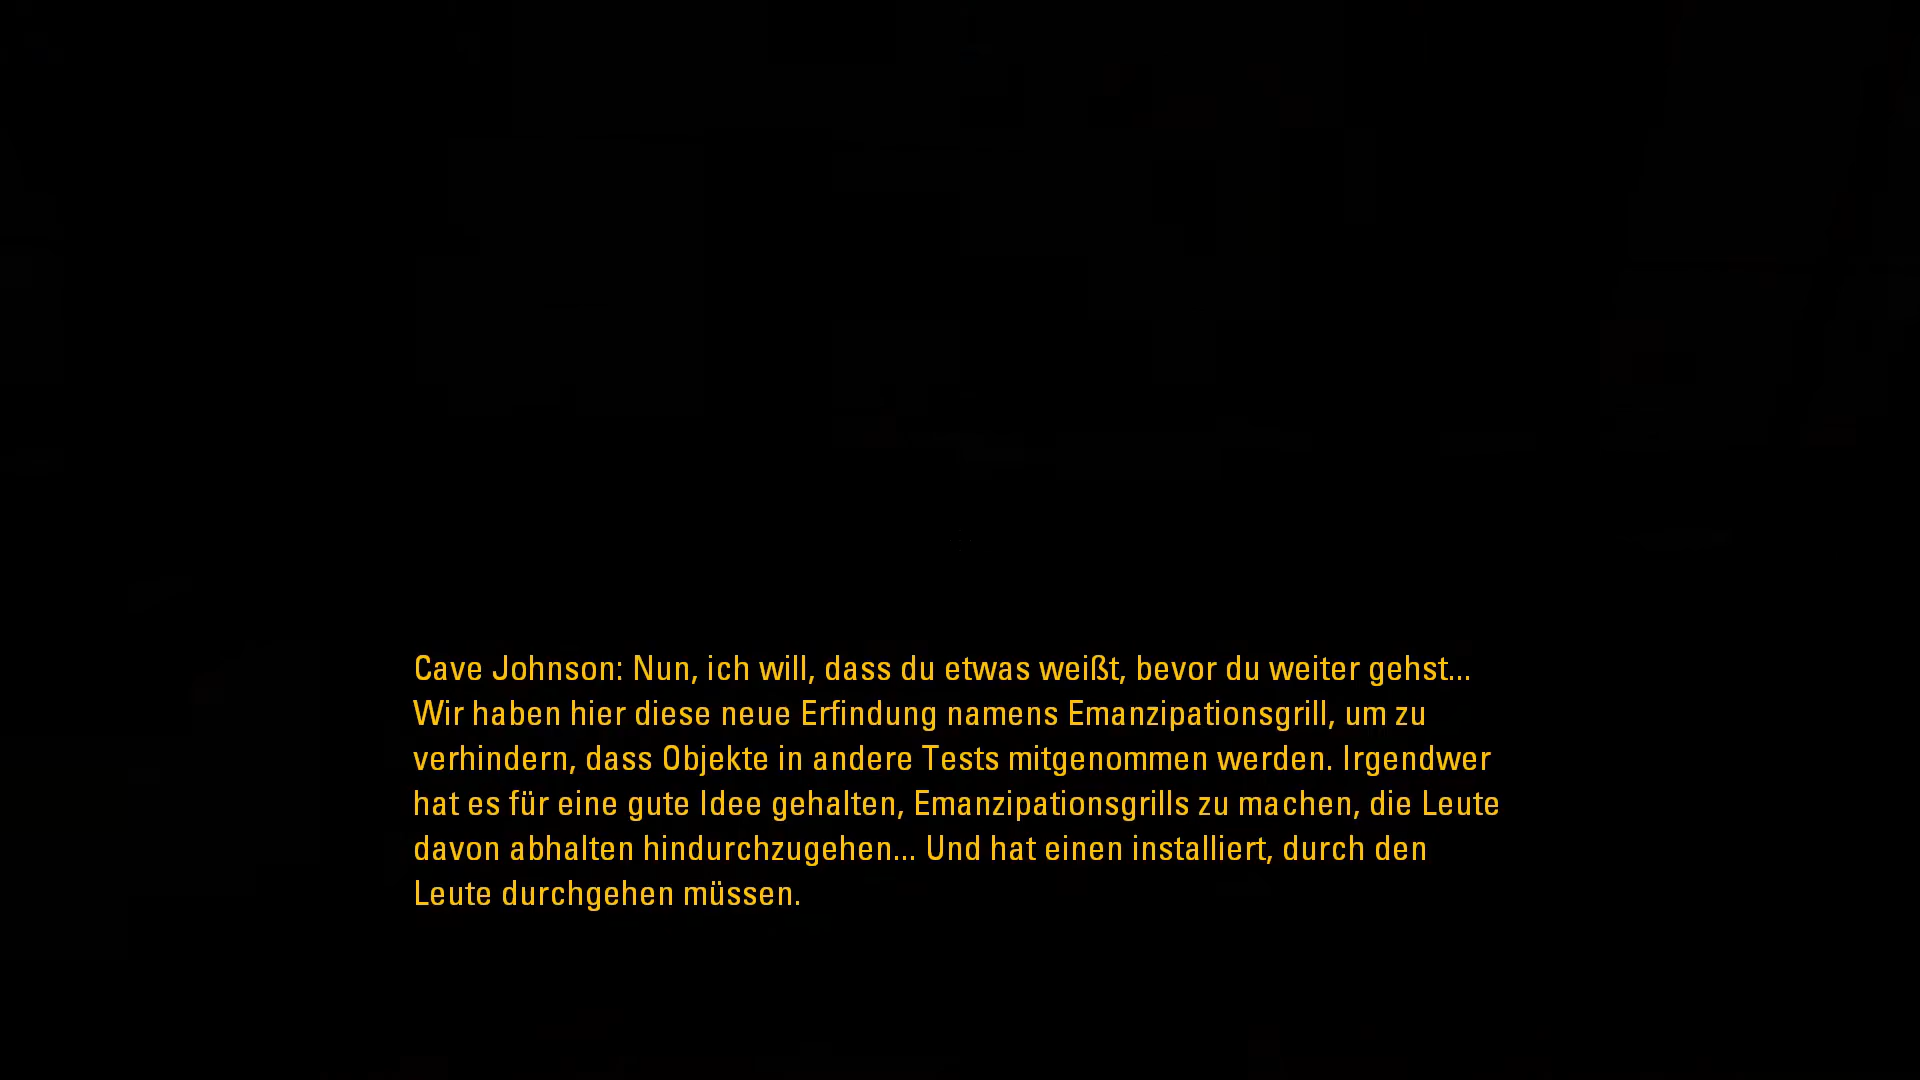 Cave Johnson: Nun, ich will, dass du etwas weißt, bevor du weiter gehst...
Wir haben hier diese neue Erfindung namens Emanzipationsgrill, um zu
verhindern, dass Objekte in andere Tests mitgenommen werden. Irgendwer
hat es für eine gute Idee gehalten, Emanzipationsgrills zu machen, die Leute
davon abhalten hindurchzugehen... Und hat einen installiert, durch den
Leute durchgehen müssen.